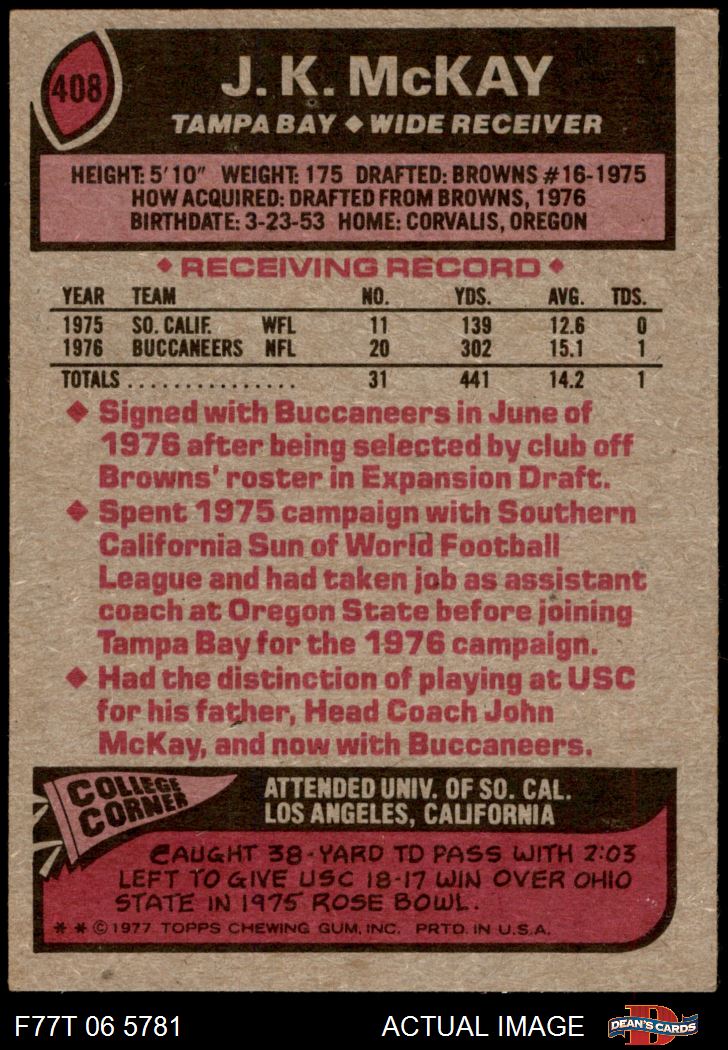 408
J. K. McKAY
TAMPA BAY ◆ WIDE RECEIVER
HEIGHT: 5'10" WEIGHT: 175 DRAFTED: BROWNS #16-1975
HOW ACQUIRED: DRAFTED FROM BROWNS, 1976
BIRTHDATE: 3-23-53 HOME: CORVALIS, OREGON
◆ RECEIVING RECORD ◆
YEAR TEAM NO. YDS. AVG. TDS.
1975 SO. CALIF. WFL 11 139 12.6 0
1976 BUCCANEERS NFL 20 302 15.1 1
TOTALS ............... 31 441 14.2 1
◆ Signed with Buccaneers in June of
1976 after being selected by club off
Browns' roster in Expansion Draft.
◆ Spent 1975 campaign with Southern
California Sun of World Football
League and had taken job as assistant
coach at Oregon State before joining
Tampa Bay for the 1976 campaign.
◆ Had the distinction of playing at USC
for his father, Head Coach John
McKay, and now with Buccaneers.
COLLEGE
CORNER
ATTENDED UNIV. OF SO. CAL.
LOS ANGELES, CALIFORNIA
CAUGHT 38-YARD TD PASS WITH 2:03
LEFT TO GIVE USC 18-17 WIN OVER OHIO
STATE IN 1975 ROSE BOWL.
* * © 1977 TOPPS CHEWING GUM, INC. PRTD. IN U.S.A.
F77T 06 5781 ACTUAL IMAGE DEAN'S CARDS